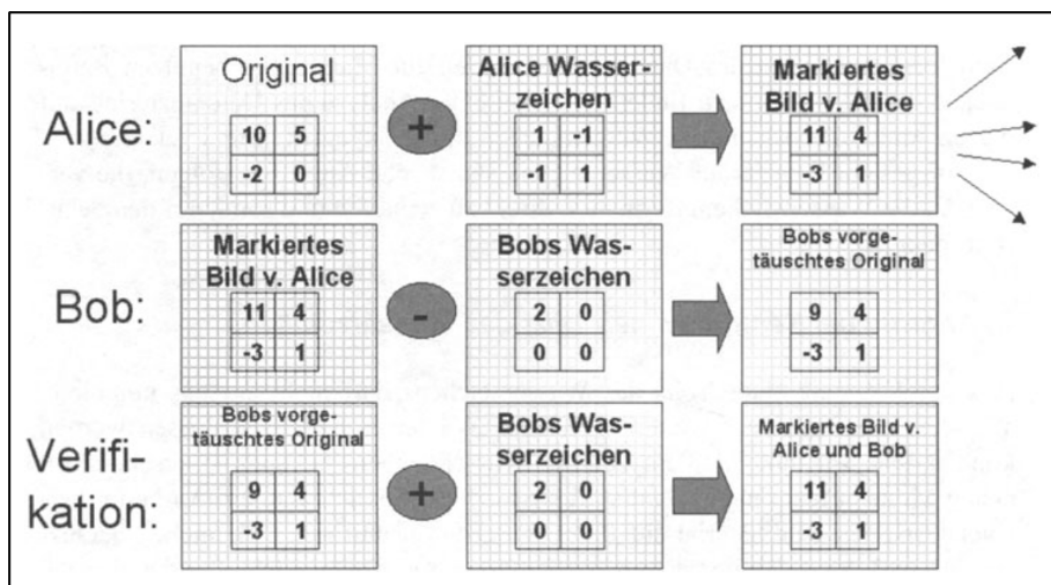 Original
Alice Wasser-
zeichen
Markiertes
Bild v. Alice
Alice:
10 5
-2 0
+
1 -1
-1 1
11 4
-3 1
Markiertes
Bild v. Alice
Bobs Was-
serzeichen
Bobs vorge-
täuschtes Original
Bob:
11 4
-3 1
-
2 0
0 0
9 4
-3 1
Bobs vorge-
täuschtes Original
Bobs Was-
serzeichen
Markiertes Bild v.
Alice und Bob
Verifi-
kation:
9 4
-3 1
+
2 0
0 0
11 4
-3 1